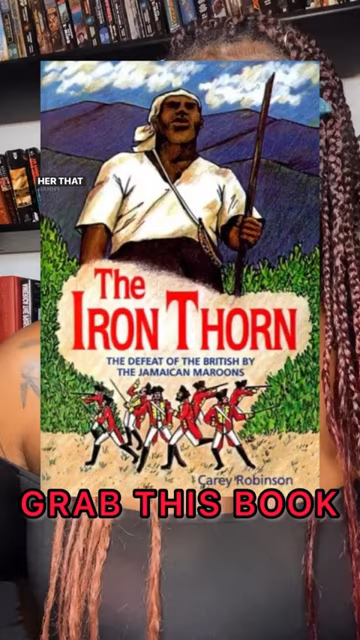 HER THAT
The
IRON THORN
THE DEFEAT OF THE BRITISH BY
THE JAMAICAN MAROONS
Carey Robinson
GRAB THIS BOOK